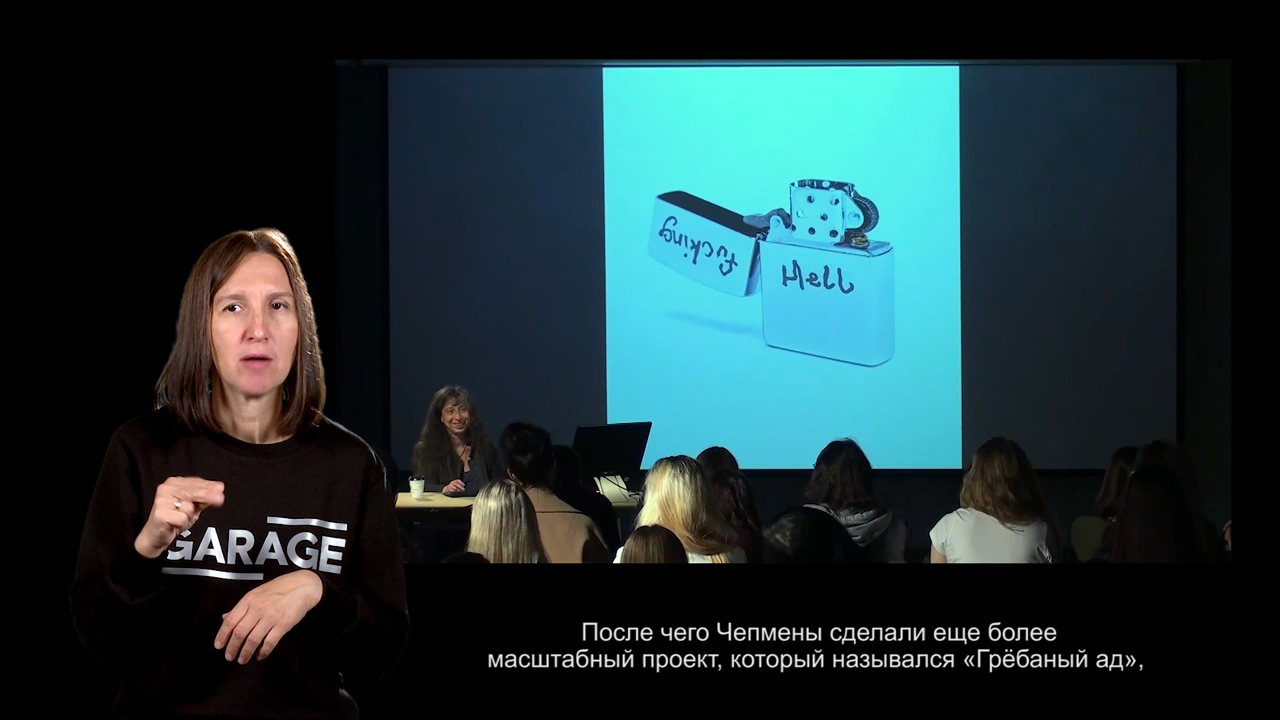 fucking
Hell
GARAGE
После чего Чепмены сделали еще более
масштабный проект, который назывался «Грёбаный ад»,